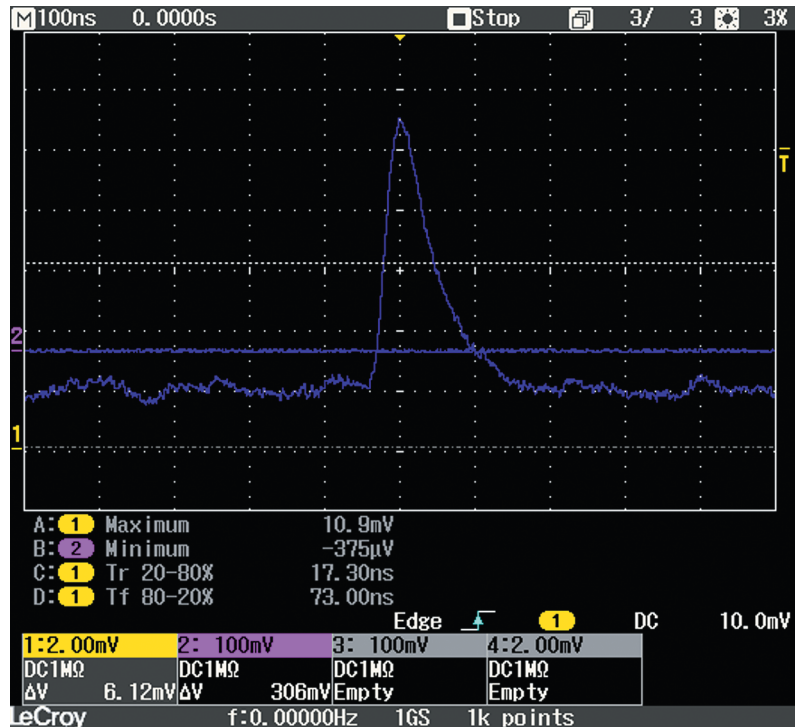 M 100ns 0.0000s Stop 3/ 3 3%
T
2
1
A: 1 Maximum 10.9mV
B: 2 Minimum -375µV
C: 1 Tr 20-80% 17.30ns
D: 1 Tf 80-20% 73.00ns
Edge 1 DC 10.0mV
1:2.00mV 2: 100mV 3: 100mV 4:2.00mV
DC1MΩ DC1MΩ DC1MΩ DC1MΩ
ΔV 6.12mV ΔV 306mV Empty Empty
LeCroy f:0.00000Hz 1GS 1k points